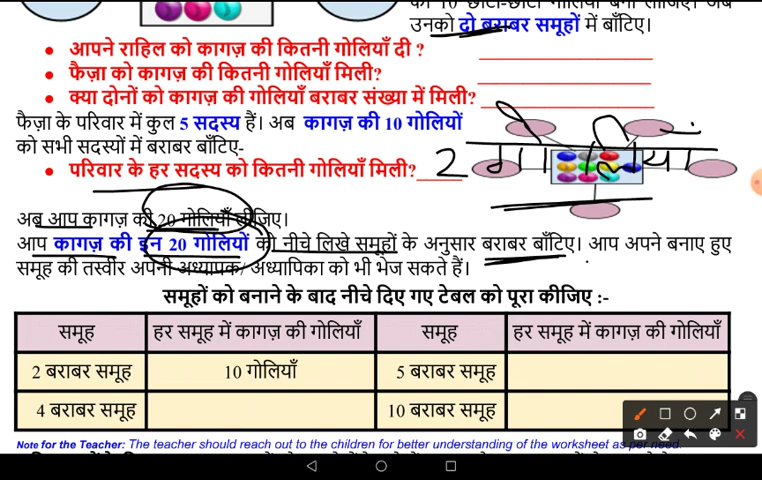 उनको दो बराबर समूहों में बाँटिए।
• आपने राहिल को कागज़ की कितनी गोलियाँ दी ?
• फैज़ा को कागज़ की कितनी गोलियाँ मिली?
• क्या दोनों को कागज़ की गोलियाँ बराबर संख्या में मिली?
फैज़ा के परिवार में कुल 5 सदस्य हैं। अब कागज़ की 10 गोलियों
को सभी सदस्यों में बराबर बाँटिए-
• परिवार के हर सदस्य को कितनी गोलियाँ मिली? 2
अब आप कागज़ की 20 गोलियाँ लीजिए।
आप कागज़ की इन 20 गोलियों को नीचे लिखे समूहों के अनुसार बराबर बाँटिए। आप अपने बनाए हुए
समूह की तस्वीर अपनी अध्यापक/ अध्यापिका को भी भेज सकते हैं।
समूहों को बनाने के बाद नीचे दिए गए टेबल को पूरा कीजिए :-
समूह हर समूह में कागज़ की गोलियाँ समूह हर समूह में कागज़ की गोलियाँ
2 बराबर समूह 10 गोलियाँ 5 बराबर समूह
4 बराबर समूह 10 बराबर समूह
Note for the Teacher: The teacher should reach out to the children for better understanding of the worksheet as per need.